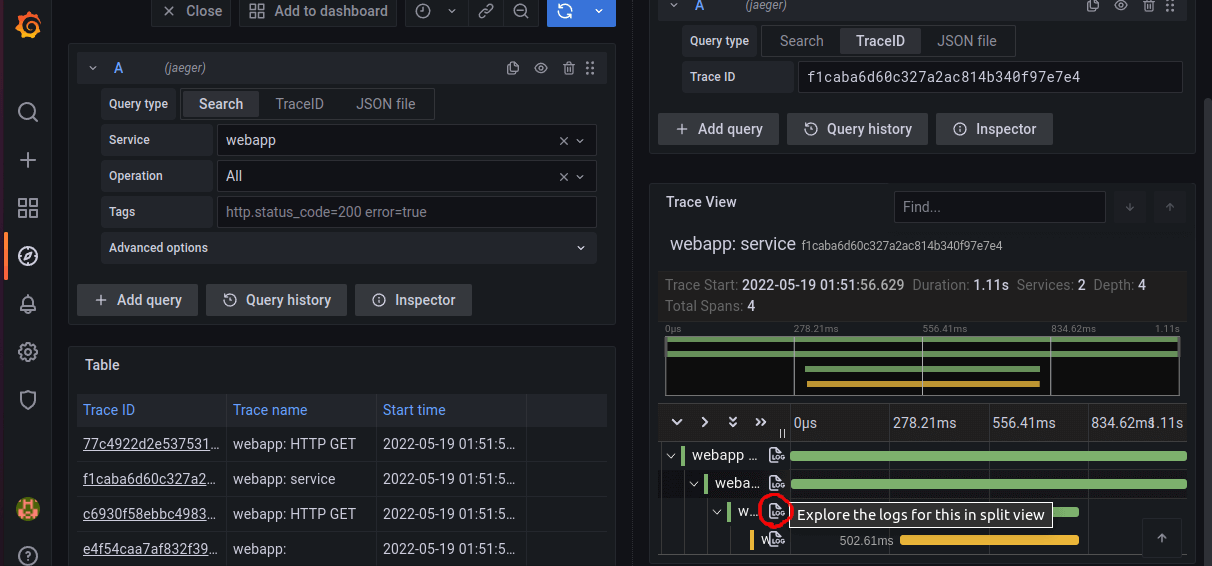 Close
Add to dashboard
A (jaeger)
Query type Search TraceID JSON file
Service webapp
Operation All
Tags http.status_code=200 error=true
Advanced options
Add query Query history Inspector
Table
Trace ID Trace name Start time
77c4922d2e537531... webapp: HTTP GET 2022-05-19 01:51:5...
f1caba6d60c327a2... webapp: service 2022-05-19 01:51:5...
c6930f58ebbc4983... webapp: HTTP GET 2022-05-19 01:51:5...
e4f54caa7af832f39... webapp: 2022-05-19 01:51:5...
A (jaeger)
Query type Search TraceID JSON file
Trace ID f1caba6d60c327a2ac814b340f97e7e4
Add query Query history Inspector
Trace View Find...
webapp: service f1caba6d60c327a2ac814b340f97e7e4
Trace Start: 2022-05-19 01:51:56.629 Duration: 1.11s Services: 2 Depth: 4
Total Spans: 4
0μs 278.21ms 556.41ms 834.62ms 1.11s
0μs 278.21ms 556.41ms 834.62ms 1.11s
webapp ... LOG
weba... LOG
w... LOG Explore the logs for this in split view
w LOG 502.61ms